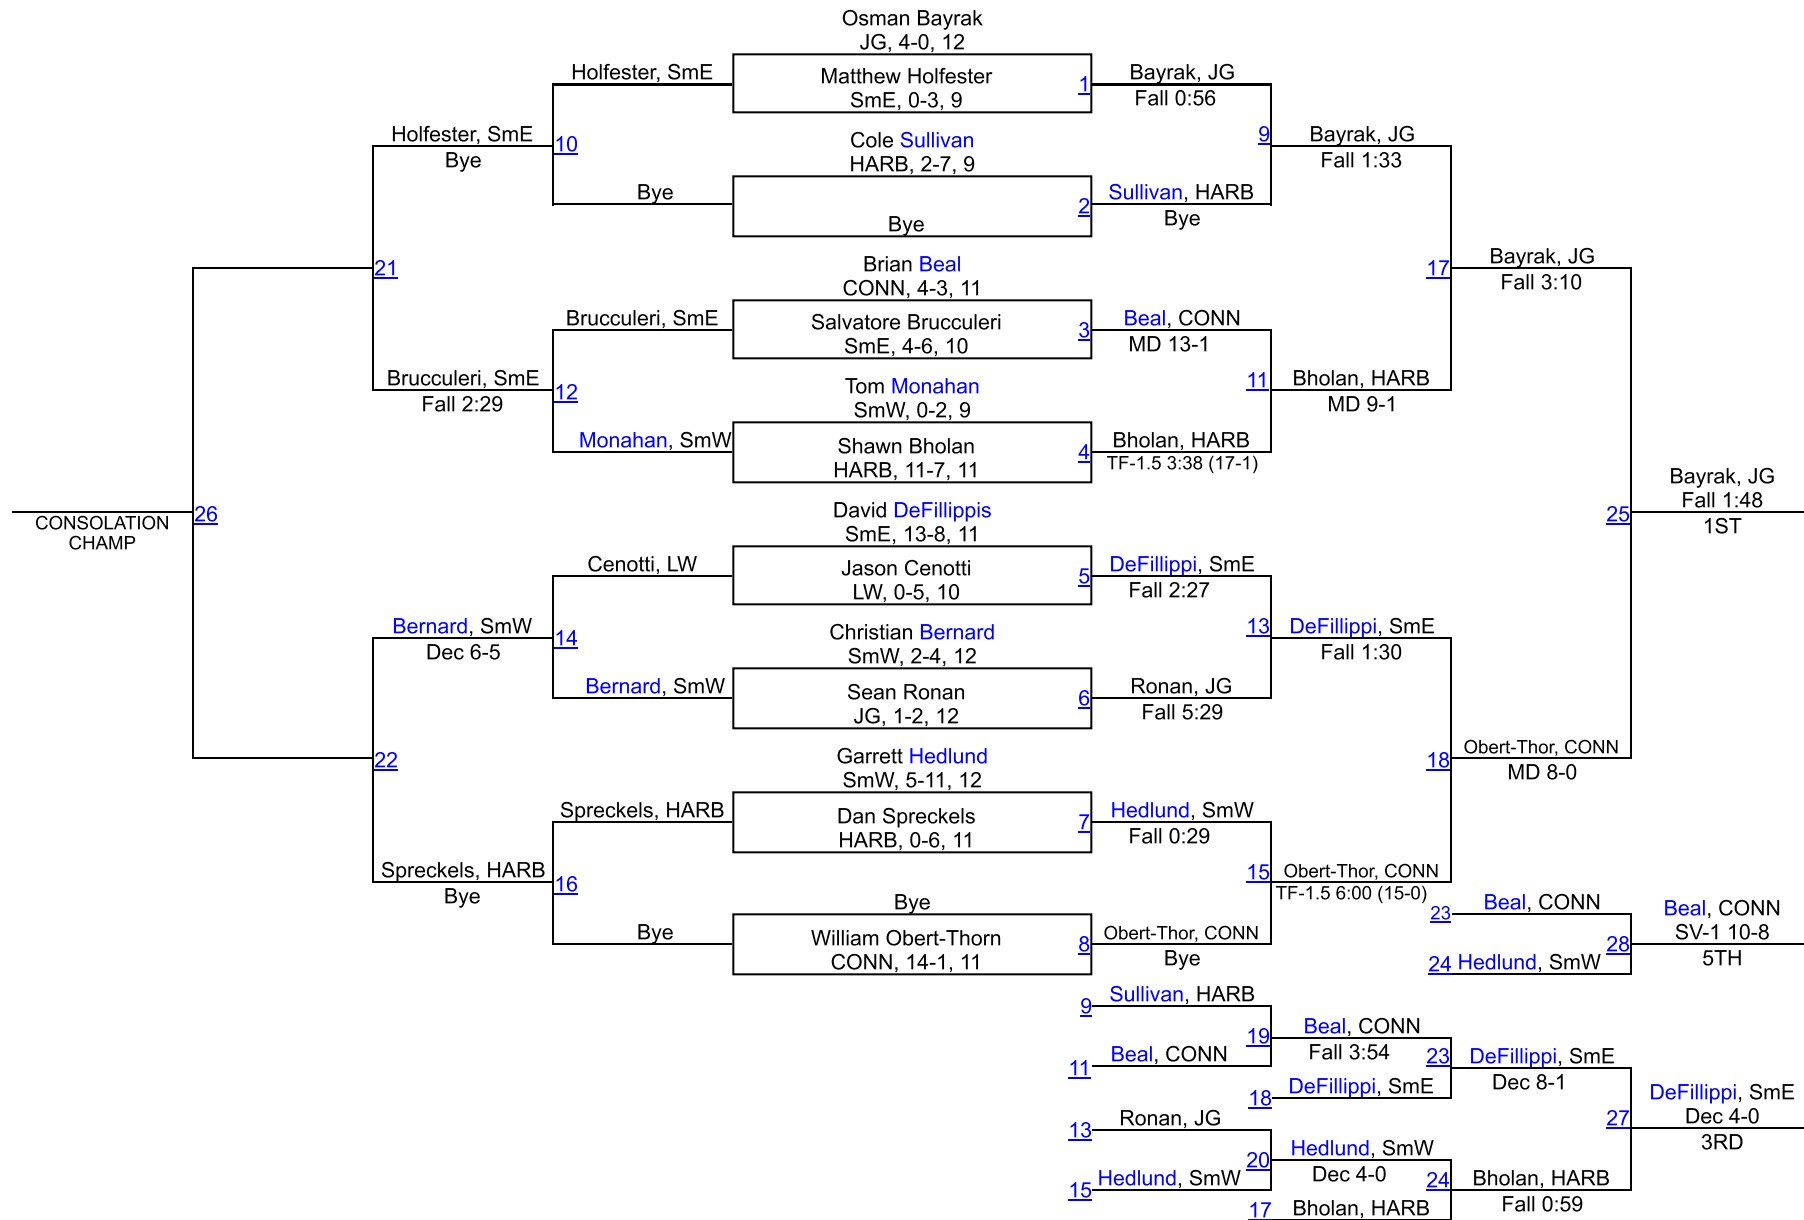 Osman Bayrak
JG, 4-0, 12
Holfester, SmE
Matthew Holfester
SmE, 0-3, 9
1
Bayrak, JG
Fall 0:56
Holfester, SmE
Bye
10
Cole Sullivan
HARB, 2-7, 9
9
Bayrak, JG
Fall 1:33
Bye
Bye
2
Sullivan, HARB
Bye
21
Brian Beal
CONN, 4-3, 11
17
Bayrak, JG
Fall 3:10
Brucculeri, SmE
Salvatore Brucculeri
SmE, 4-6, 10
3
Beal, CONN
MD 13-1
Brucculeri, SmE
Fall 2:29
12
Tom Monahan
SmW, 0-2, 9
11
Bholan, HARB
MD 9-1
Monahan, SmW
Shawn Bholan
HARB, 11-7, 11
4
Bholan, HARB
TF-1.5 3:38 (17-1)
CONSOLATION
CHAMP
26
David DeFillippis
SmE, 13-8, 11
25
Bayrak, JG
Fall 1:48
1ST
Cenotti, LW
Jason Cenotti
LW, 0-5, 10
5
DeFillippi, SmE
Fall 2:27
Bernard, SmW
Dec 6-5
14
Christian Bernard
SmW, 2-4, 12
13
DeFillippi, SmE
Fall 1:30
Bernard, SmW
Sean Ronan
JG, 1-2, 12
6
Ronan, JG
Fall 5:29
22
Garrett Hedlund
SmW, 5-11, 12
18
Obert-Thor, CONN
MD 8-0
Spreckels, HARB
Dan Spreckels
HARB, 0-6, 11
7
Hedlund, SmW
Fall 0:29
Spreckels, HARB
Bye
16
Bye
15
Obert-Thor, CONN
TF-1.5 6:00 (15-0)
Bye
William Obert-Thorn
CONN, 14-1, 11
8
Obert-Thor, CONN
Bye
23
Beal, CONN
24
Hedlund, SmW
28
Beal, CONN
SV-1 10-8
5TH
9
Sullivan, HARB
11
Beal, CONN
19
Beal, CONN
Fall 3:54
18
DeFillippi, SmE
23
DeFillippi, SmE
Dec 8-1
13
Ronan, JG
15
Hedlund, SmW
20
Hedlund, SmW
Dec 4-0
17
Bholan, HARB
24
Bholan, HARB
Fall 0:59
27
DeFillippi, SmE
Dec 4-0
3RD